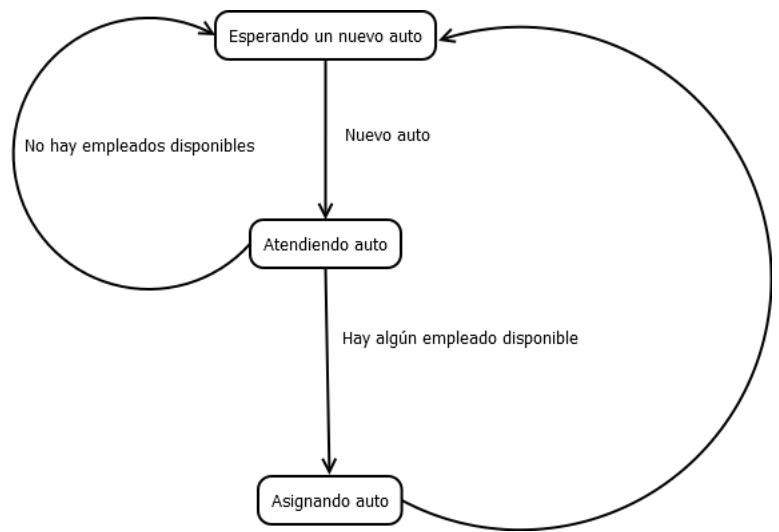 Esperando un nuevo auto
No hay empleados disponibles
Nuevo auto
Atendiendo auto
Hay algún empleado disponible
Asignando auto